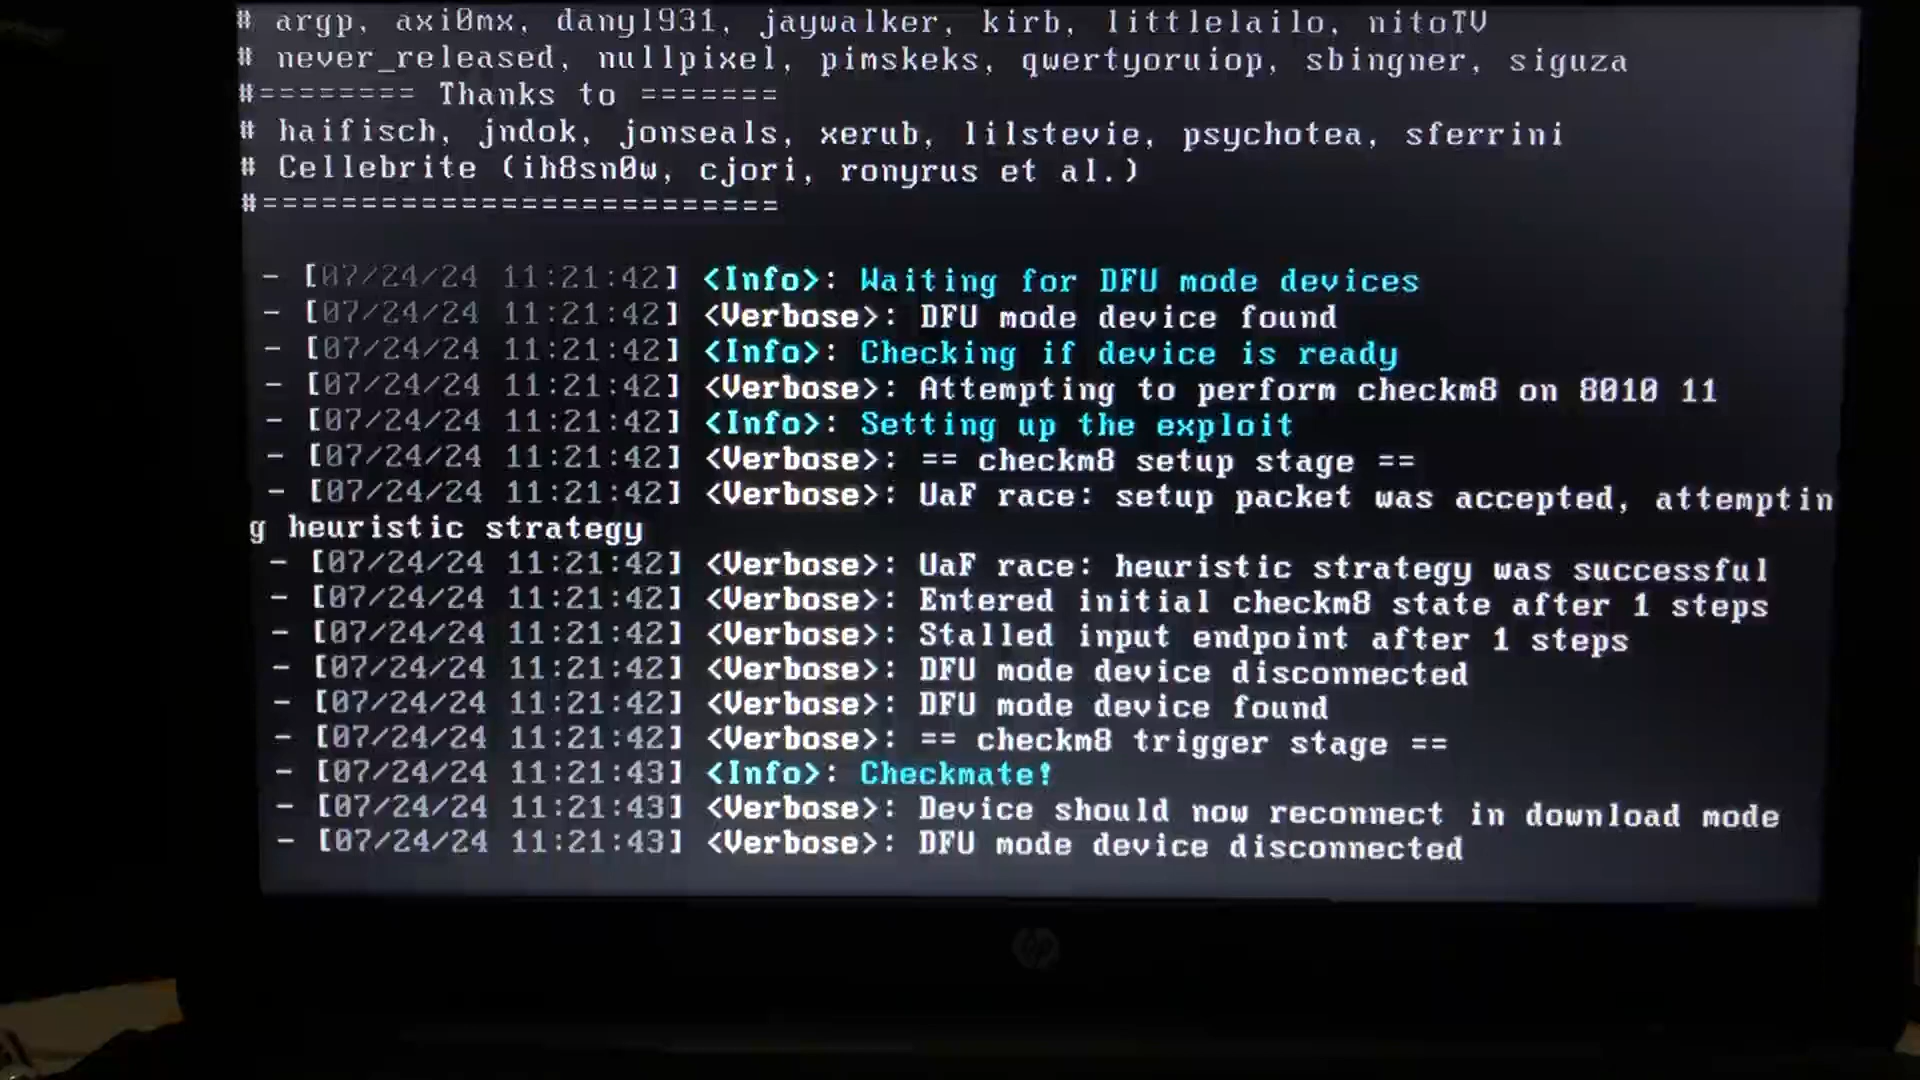 # argp, axi0mx, danyl931, jaywalker, kirb, littlelailo, nitoTV
# never_released, nullpixel, pimskeks, qwertyoruiop, sbingner, siguza
#======== Thanks to =======
# haifisch, jndok, jonseals, xerub, lilstevie, psychotea, sferrini
# Cellebrite (ih8sn0w, cjori, ronyrus et al.)
#==========================
- [07/24/24 11:21:42] <Info>: Waiting for DFU mode devices
- [07/24/24 11:21:42] <Verbose>: DFU mode device found
- [07/24/24 11:21:42] <Info>: Checking if device is ready
- [07/24/24 11:21:42] <Verbose>: Attempting to perform checkm8 on 8010 11
- [07/24/24 11:21:42] <Info>: Setting up the exploit
- [07/24/24 11:21:42] <Verbose>: == checkm8 setup stage ==
- [07/24/24 11:21:42] <Verbose>: UaF race: setup packet was accepted, attemptin
g heuristic strategy
- [07/24/24 11:21:42] <Verbose>: UaF race: heuristic strategy was successful
- [07/24/24 11:21:42] <Verbose>: Entered initial checkm8 state after 1 steps
- [07/24/24 11:21:42] <Verbose>: Stalled input endpoint after 1 steps
- [07/24/24 11:21:42] <Verbose>: DFU mode device disconnected
- [07/24/24 11:21:42] <Verbose>: DFU mode device found
- [07/24/24 11:21:42] <Verbose>: == checkm8 trigger stage ==
- [07/24/24 11:21:43] <Info>: Checkmate!
- [07/24/24 11:21:43] <Verbose>: Device should now reconnect in download mode
- [07/24/24 11:21:43] <Verbose>: DFU mode device disconnected
hp